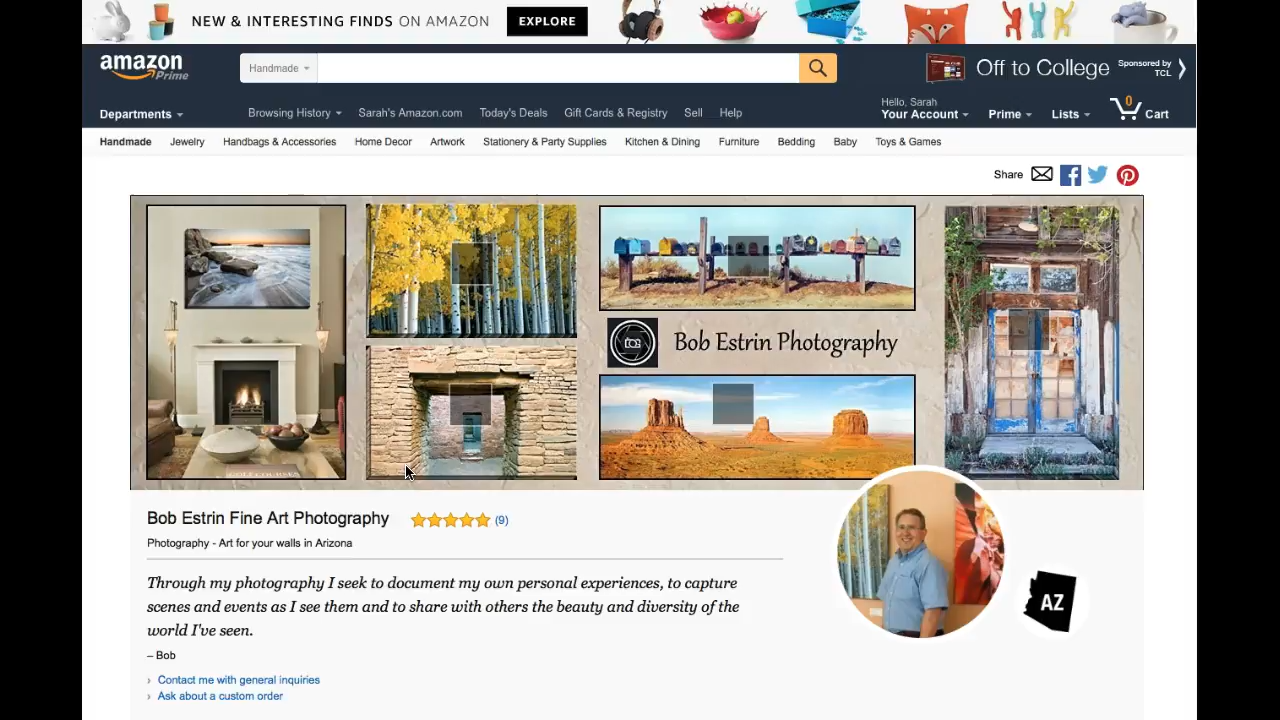 NEW & INTERESTING FINDS ON AMAZON EXPLORE
amazon Prime
Handmade
Off to College
Sponsored by TCL
Departments
Browsing History
Sarah's Amazon.com
Today's Deals
Gift Cards & Registry
Sell
Help
Hello, Sarah
Your Account
Prime
Lists
0
Cart
Handmade
Jewelry
Handbags & Accessories
Home Decor
Artwork
Stationery & Party Supplies
Kitchen & Dining
Furniture
Bedding
Baby
Toys & Games
Share
Bob Estrin Photography
Bob Estrin Fine Art Photography
(9)
Photography - Art for your walls in Arizona
Through my photography I seek to document my own personal experiences, to capture
scenes and events as I see them and to share with others the beauty and diversity of the
world I've seen.
– Bob
› Contact me with general inquiries
› Ask about a custom order
AZ